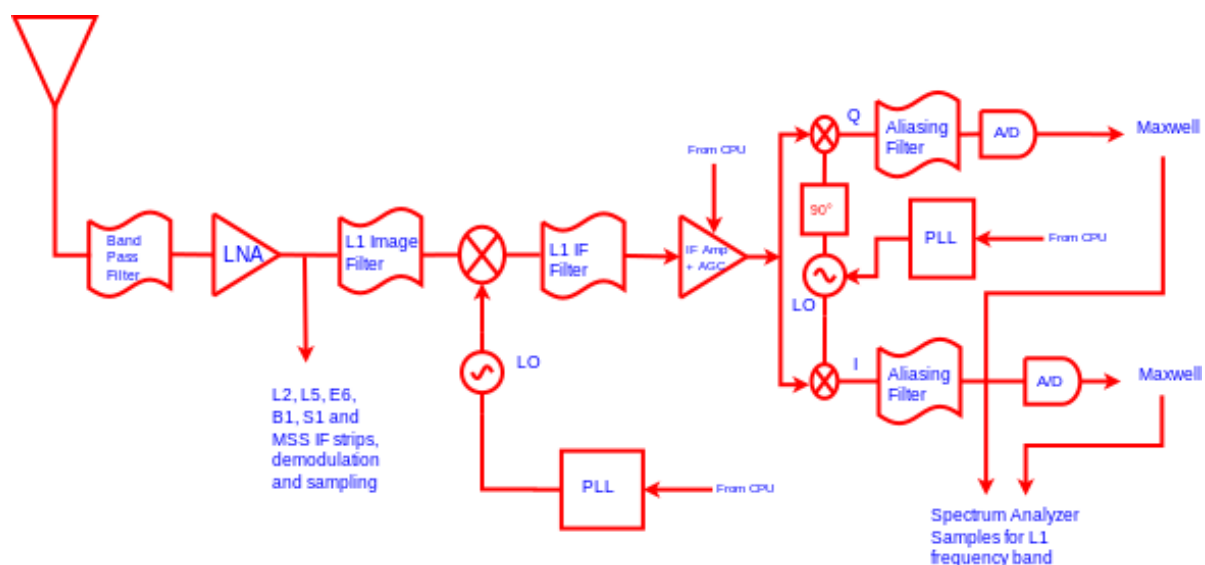 Band
Pass
Filter
LNA
L1 Image
Filter
L1 IF
Filter
From CPU
IF Amp
+ AGC
Q
Aliasing
Filter
A/D
Maxwell
90°
PLL
From CPU
LO
I
Aliasing
Filter
A/D
Maxwell
LO
PLL
From CPU
L2, L5, E6,
B1, S1 and
MSS IF strips,
demodulation
and sampling
Spectrum Analyzer
Samples for L1
frequency band